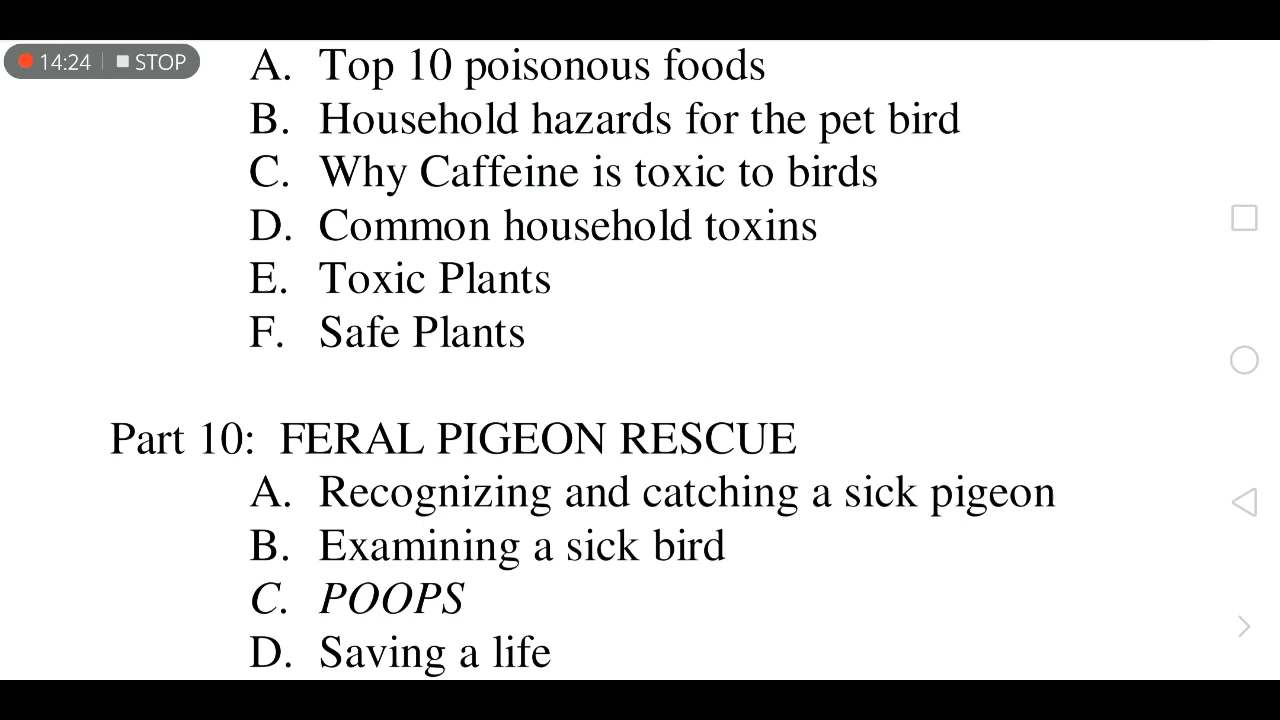 14:24 STOP
A. Top 10 poisonous foods
B. Household hazards for the pet bird
C. Why Caffeine is toxic to birds
D. Common household toxins
E. Toxic Plants
F. Safe Plants
Part 10: FERAL PIGEON RESCUE
A. Recognizing and catching a sick pigeon
B. Examining a sick bird
C. POOPS
D. Saving a life